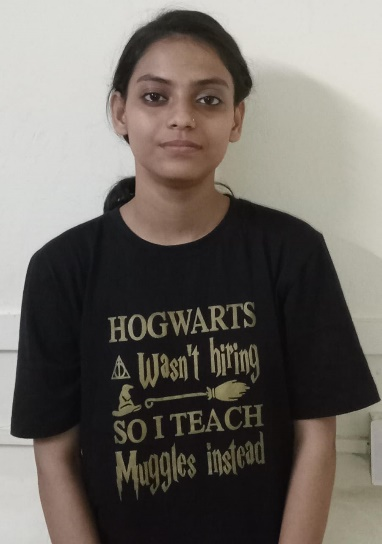 HOGWARTS
Wasn't hiring
SO I TEACH
Muggles instead